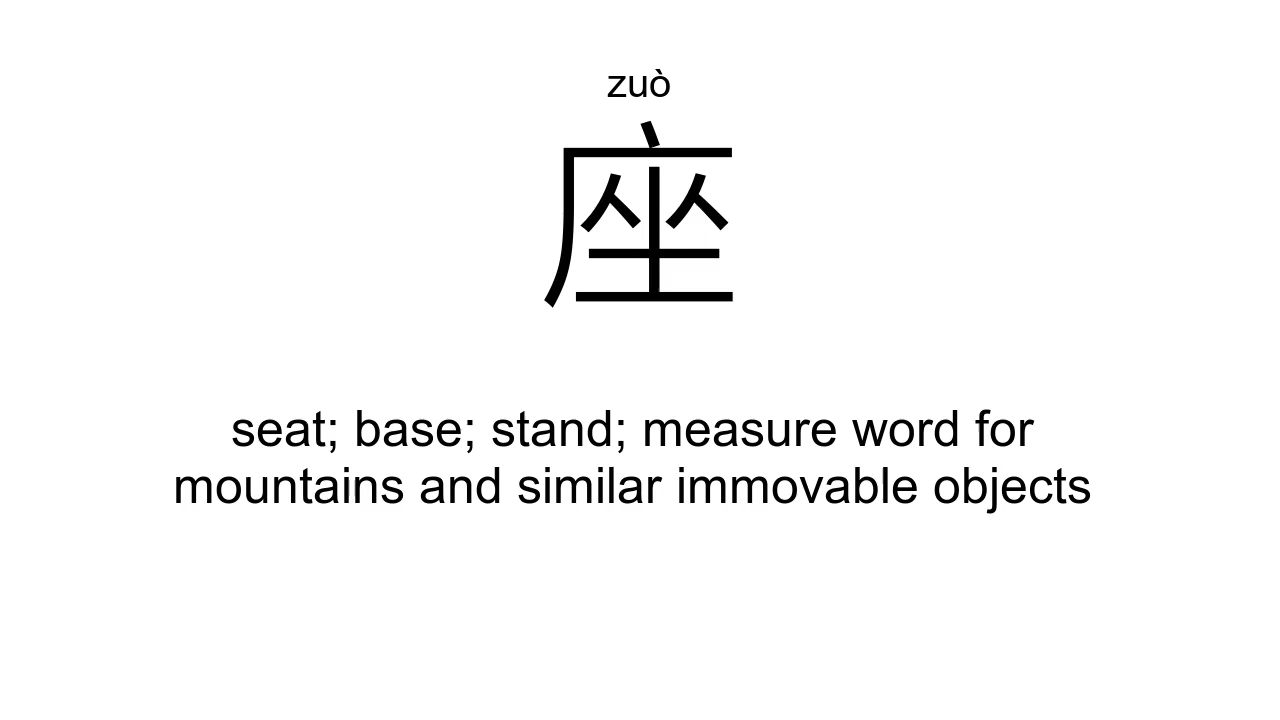 zuò
座
seat; base; stand; measure word for
mountains and similar immovable objects